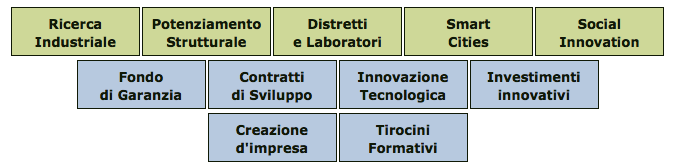 Ricerca
Industriale
Potenziamento
Strutturale
Distretti
e Laboratori
Smart
Cities
Social
Innovation
Fondo
di Garanzia
Contratti
di Sviluppo
Innovazione
Tecnologica
Investimenti
innovativi
Creazione
d'impresa
Tirocini
Formativi